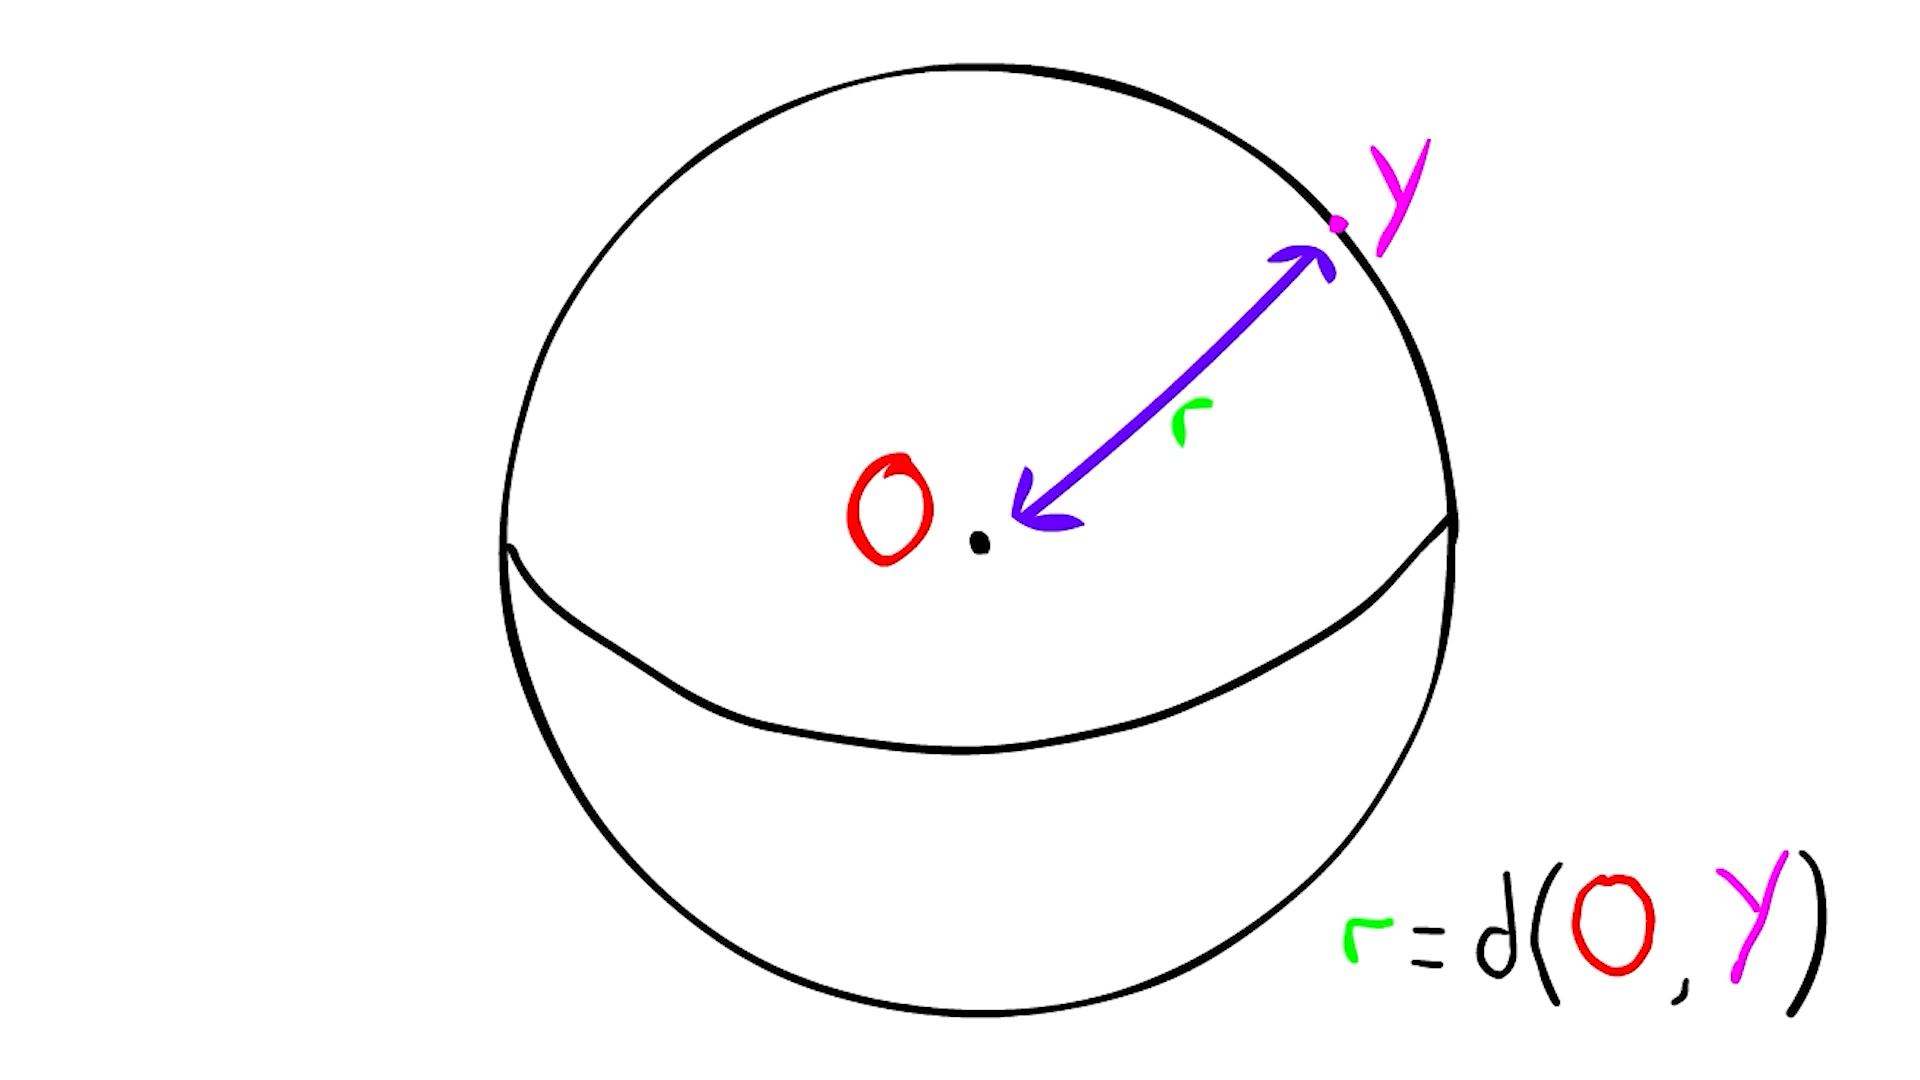 y
r
O
r = d(O, y)